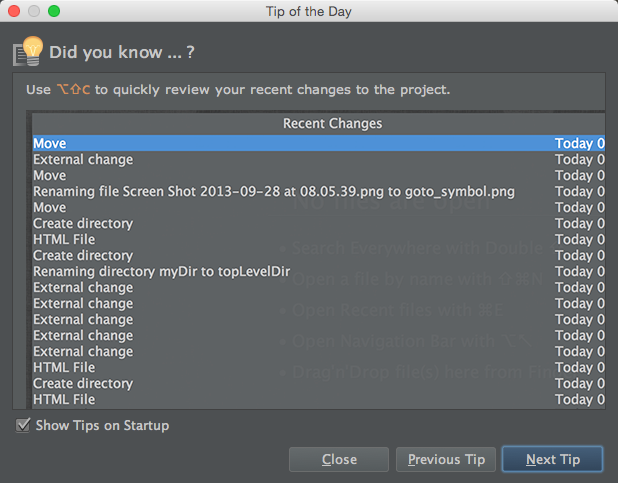 Tip of the Day
Did you know ... ?
Use ⌥⇧C to quickly review your recent changes to the project.
Recent Changes
Move Today 0
External change Today 0
Move Today 0
Renaming file Screen Shot 2013-09-28 at 08.05.39.png to goto_symbol.png Today 0
Move Today 0
Create directory Today 0
HTML File Today 0
Create directory Today 0
Renaming directory myDir to topLevelDir Today 0
External change Today 0
External change Today 0
External change Today 0
External change Today 0
External change Today 0
HTML File Today 0
Create directory Today 0
HTML File Today 0
No files are open
• Search Everywhere with Double
• Open a file by name with ⇧⌘N
• Open Recent files with ⌘E
• Open Navigation Bar with ⌥↖
• Drag'n'Drop file(s) here from
Show Tips on Startup
Close Previous Tip Next Tip